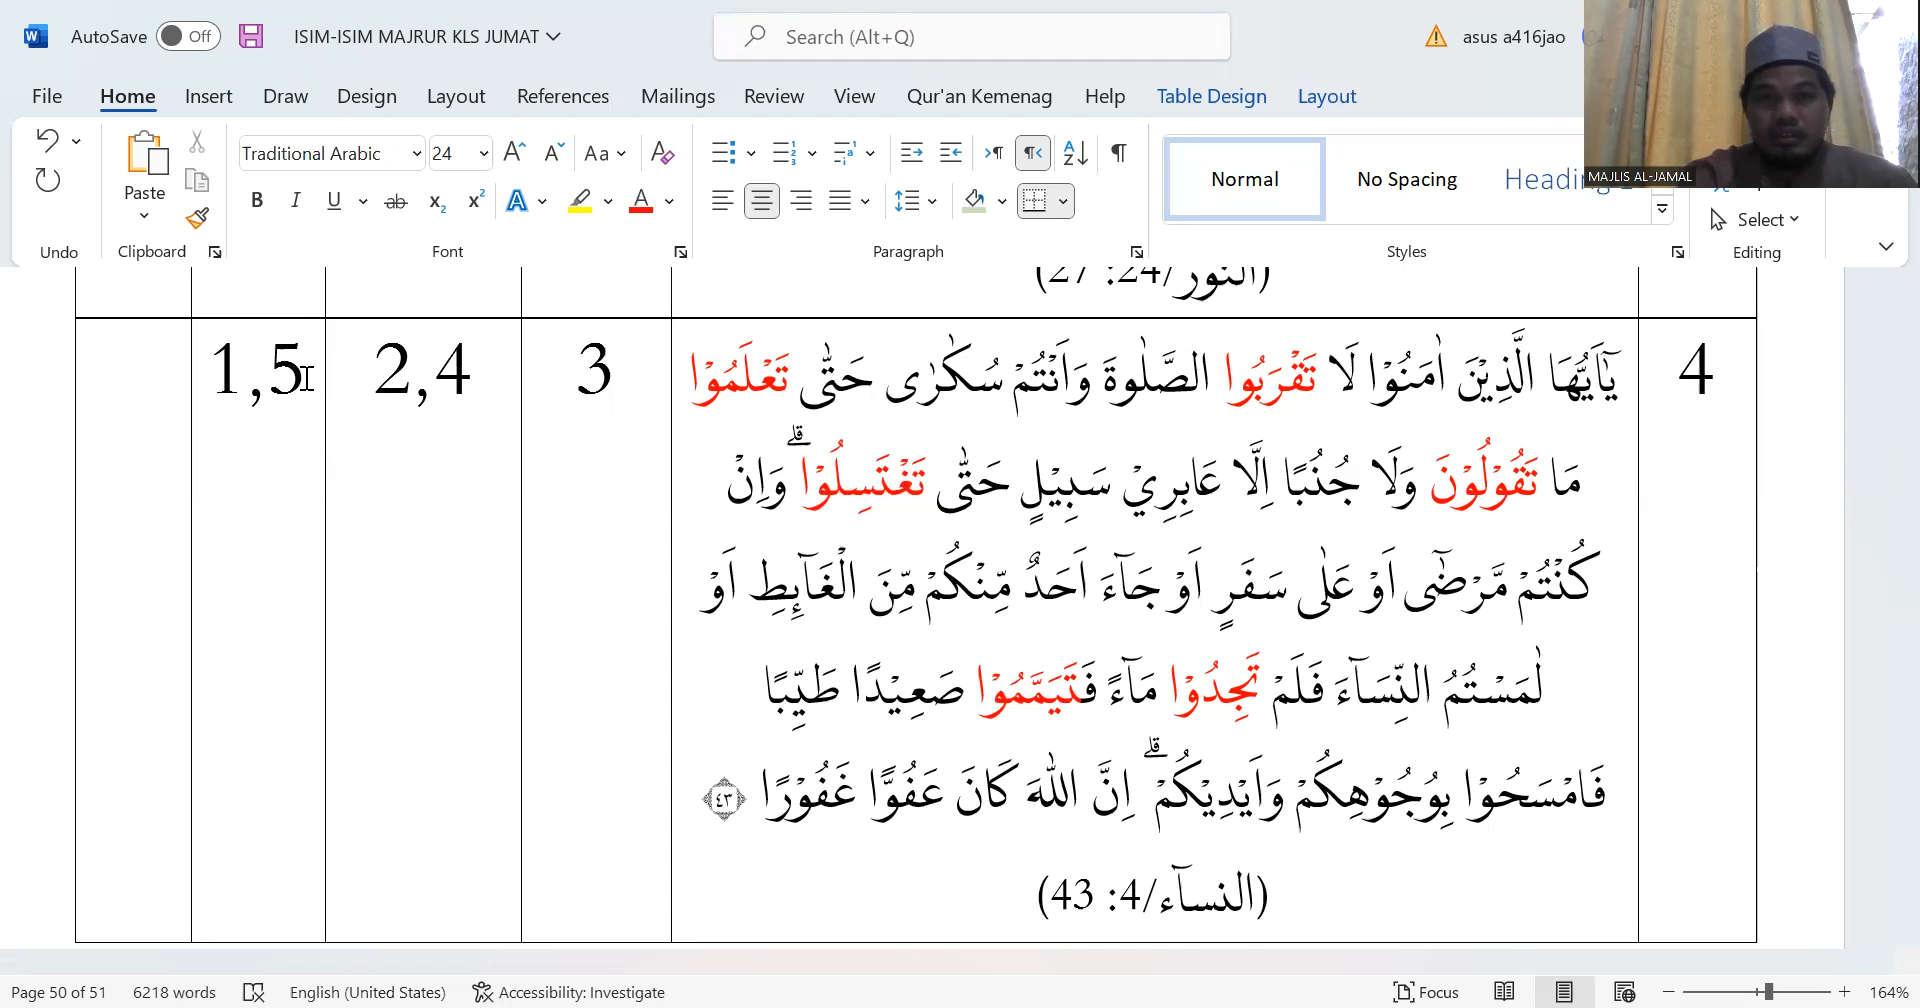 AutoSave Off ISIM-ISIM MAJRUR KLS JUMAT Search (Alt+Q) asus a416jao
File Home Insert Draw Design Layout References Mailings Review View Qur'an Kemenag Help Table Design Layout
MAJLIS AL-JAMAL
Traditional Arabic 24
Paste
Normal No Spacing Heading
Select
Undo Clipboard Font Paragraph Styles Editing
(النور/24: 27)
4
يٰٓاَيُّهَا الَّذِيْنَ اٰمَنُوْا لَا تَقْرَبُوا الصَّلٰوةَ وَاَنْتُمْ سُكٰرٰى حَتّٰى تَعْلَمُوْا
مَا تَقُوْلُوْنَ وَلَا جُنُبًا اِلَّا عَابِرِيْ سَبِيْلٍ حَتّٰى تَغْتَسِلُوْاۗ وَاِنْ
كُنْتُمْ مَّرْضٰٓى اَوْ عَلٰى سَفَرٍ اَوْ جَاۤءَ اَحَدٌ مِّنْكُمْ مِّنَ الْغَاۤىِٕطِ اَوْ
لٰمَسْتُمُ النِّسَاۤءَ فَلَمْ تَجِدُوْا مَاۤءً فَتَيَمَّمُوْا صَعِيْدًا طَيِّبًا
فَامْسَحُوْا بِوُجُوْهِكُمْ وَاَيْدِيْكُمْ ۗ اِنَّ اللّٰهَ كَانَ عَفُوًّا غَفُوْرًا ٤٣
(النساۤء/4: 43)
3
2,4
1,5
Page 50 of 51 6218 words English (United States) Accessibility: Investigate Focus 164%